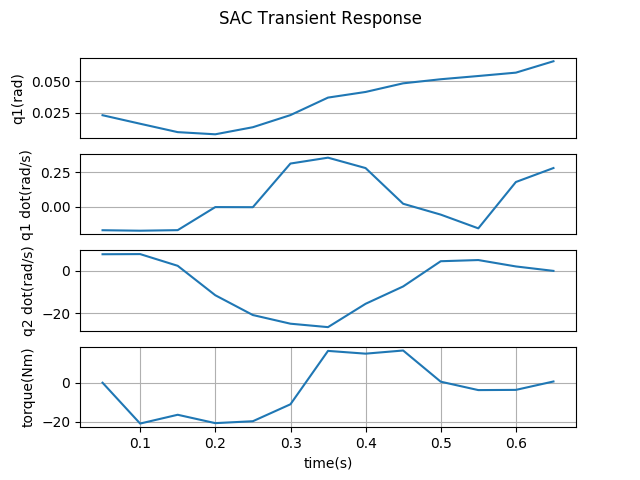 SAC Transient Response
q1(rad)
0.050
0.025
q1 dot(rad/s)
0.25
0.00
q2 dot(rad/s)
0
−20
torque(Nm)
0
−20
0.1 0.2 0.3 0.4 0.5 0.6
time(s)